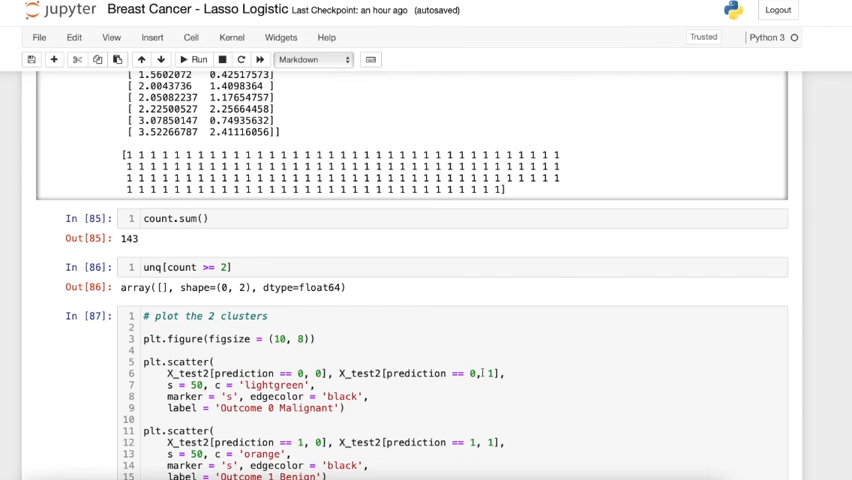 jupyter Breast Cancer - Lasso Logistic Last Checkpoint: an hour ago (autosaved) Logout
File Edit View Insert Cell Kernel Widgets Help Trusted Python 3
Run Markdown
[ 1.5602072 0.42517573]
[ 2.0043736 1.4098364 ]
[ 2.05082237 1.17654757]
[ 2.22500527 2.25664458]
[ 3.07850147 0.74935632]
[ 3.52266787 2.41116056]]
[1 1 1 1 1 1 1 1 1 1 1 1 1 1 1 1 1 1 1 1 1 1 1 1 1 1 1 1 1 1 1 1 1 1 1 1 1
1 1 1 1 1 1 1 1 1 1 1 1 1 1 1 1 1 1 1 1 1 1 1 1 1 1 1 1 1 1 1 1 1 1 1 1 1
1 1 1 1 1 1 1 1 1 1 1 1 1 1 1 1 1 1 1 1 1 1 1 1 1 1 1 1 1 1 1 1 1 1 1 1 1
1 1 1 1 1 1 1 1 1 1 1 1 1 1 1 1 1 1 1 1 1 1 1 1 1 1 1 1 1 1 1 1]
In [85]: 1 count.sum()
Out[85]: 143
In [86]: 1 unq[count >= 2]
Out[86]: array([], shape=(0, 2), dtype=float64)
In [87]: 1 # plot the 2 clusters
2
3 plt.figure(figsize = (10, 8))
4
5 plt.scatter(
6 X_test2[prediction == 0, 0], X_test2[prediction == 0, 1],
7 s = 50, c = 'lightgreen',
8 marker = 's', edgecolor = 'black',
9 label = 'Outcome 0 Malignant')
10
11 plt.scatter(
12 X_test2[prediction == 1, 0], X_test2[prediction == 1, 1],
13 s = 50, c = 'orange',
14 marker = 's', edgecolor = 'black',
15 label = 'Outcome 1 Benign')